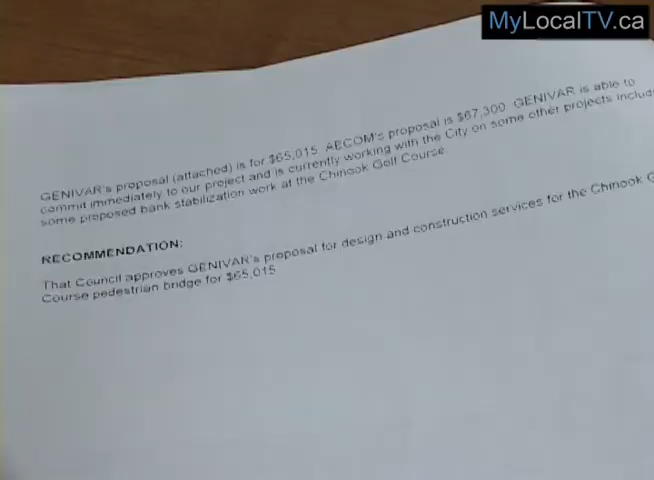 MyLocalTV.ca
GENIVAR's proposal (attached) is for $65,015. AECOM's proposal is $67,300. GENIVAR is able to
commit immediately to our project and is currently working with the City on some other projects includi
some proposed bank stabilization work at the Chinook Golf Course.
RECOMMENDATION:
That Council approves GENIVAR's proposal for design and construction services for the Chinook G
Course pedestrian bridge for $65,015.